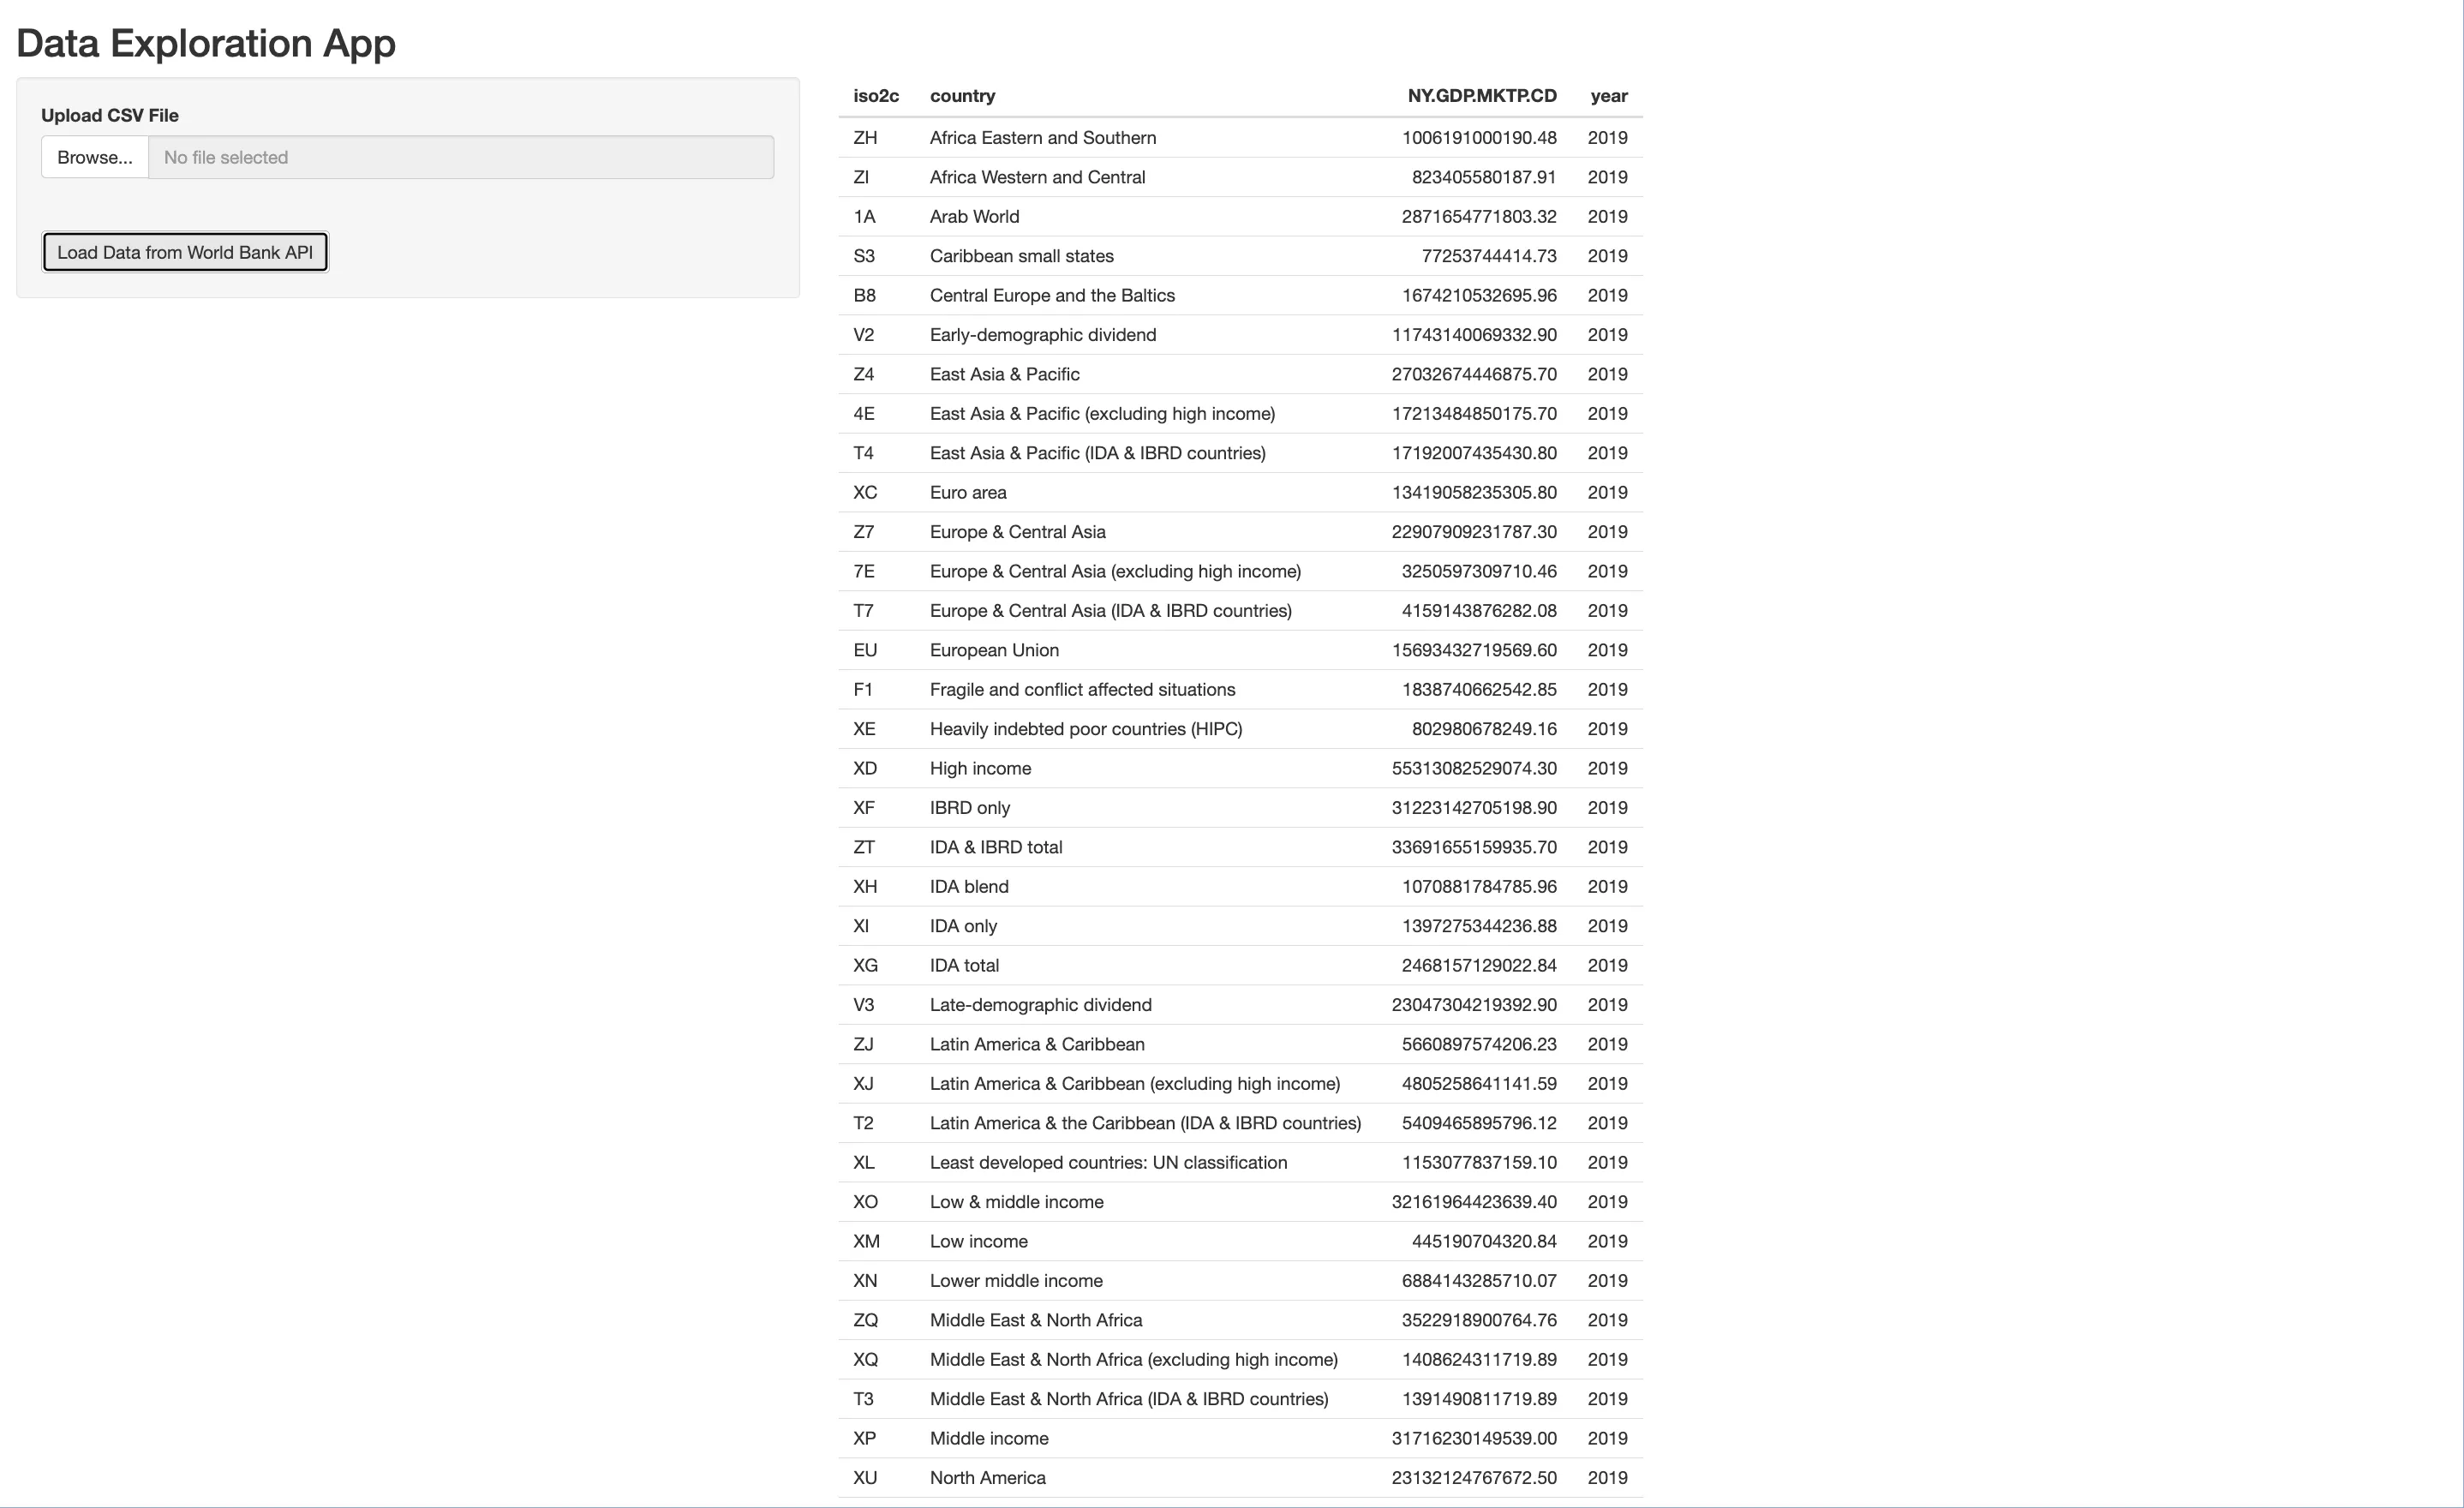 Data Exploration App
Upload CSV File
Browse... No file selected
Load Data from World Bank API
iso2c country NY.GDP.MKTP.CD year
ZH Africa Eastern and Southern 1006191000190.48 2019
ZI Africa Western and Central 823405580187.91 2019
1A Arab World 2871654771803.32 2019
S3 Caribbean small states 77253744414.73 2019
B8 Central Europe and the Baltics 1674210532695.96 2019
V2 Early-demographic dividend 11743140069332.90 2019
Z4 East Asia & Pacific 27032674446875.70 2019
4E East Asia & Pacific (excluding high income) 17213484850175.70 2019
T4 East Asia & Pacific (IDA & IBRD countries) 17192007435430.80 2019
XC Euro area 13419058235305.80 2019
Z7 Europe & Central Asia 22907909231787.30 2019
7E Europe & Central Asia (excluding high income) 3250597309710.46 2019
T7 Europe & Central Asia (IDA & IBRD countries) 4159143876282.08 2019
EU European Union 15693432719569.60 2019
F1 Fragile and conflict affected situations 1838740662542.85 2019
XE Heavily indebted poor countries (HIPC) 802980678249.16 2019
XD High income 55313082529074.30 2019
XF IBRD only 31223142705198.90 2019
ZT IDA & IBRD total 33691655159935.70 2019
XH IDA blend 1070881784785.96 2019
XI IDA only 1397275344236.88 2019
XG IDA total 2468157129022.84 2019
V3 Late-demographic dividend 23047304219392.90 2019
ZJ Latin America & Caribbean 5660897574206.23 2019
XJ Latin America & Caribbean (excluding high income) 4805258641141.59 2019
T2 Latin America & the Caribbean (IDA & IBRD countries) 5409465895796.12 2019
XL Least developed countries: UN classification 1153077837159.10 2019
XO Low & middle income 32161964423639.40 2019
XM Low income 445190704320.84 2019
XN Lower middle income 6884143285710.07 2019
ZQ Middle East & North Africa 3522918900764.76 2019
XQ Middle East & North Africa (excluding high income) 1408624311719.89 2019
T3 Middle East & North Africa (IDA & IBRD countries) 1391490811719.89 2019
XP Middle income 31716230149539.00 2019
XU North America 23132124767672.50 2019